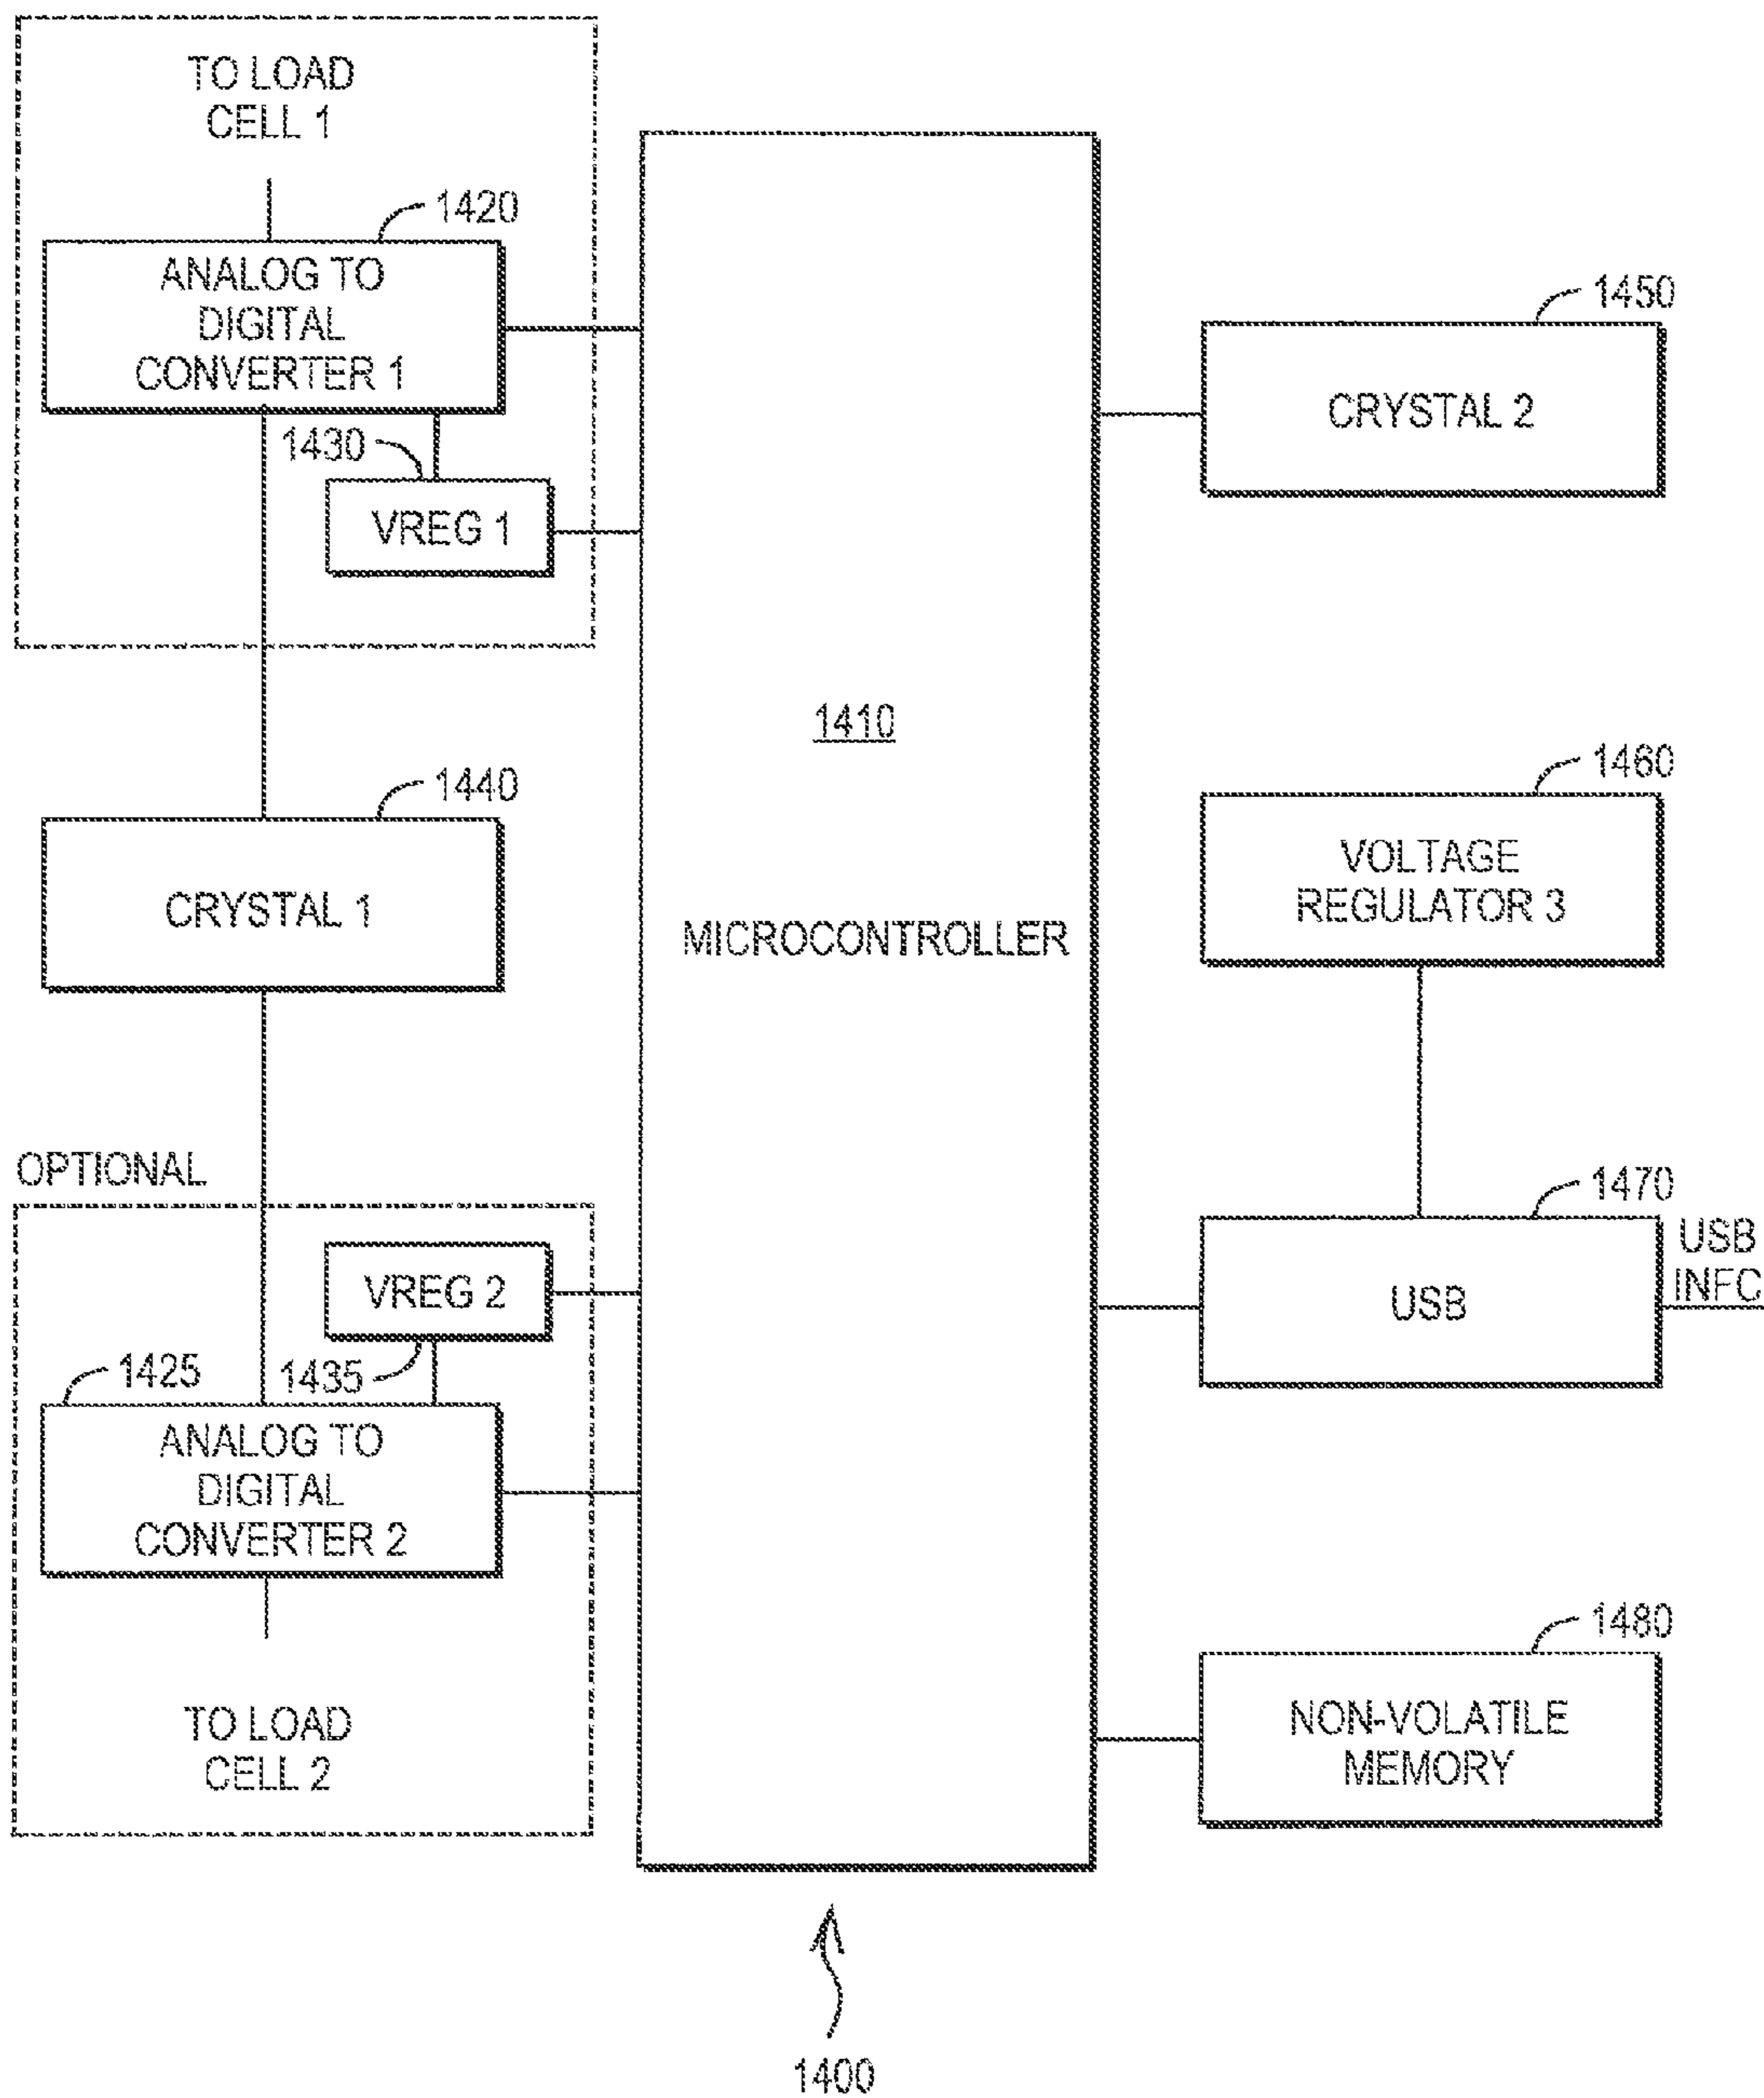 TO LOAD
CELL 1
1420
ANALOG TO
DIGITAL
CONVERTER 1
1430
VREG 1
1440
CRYSTAL 1
OPTIONAL
VREG 2
1435
1425
ANALOG TO
DIGITAL
CONVERTER 2
TO LOAD
CELL 2
1410
MICROCONTROLLER
1450
CRYSTAL 2
1460
VOLTAGE
REGULATOR 3
1470
USB
USB
INFC
1480
NON-VOLATILE
MEMORY
1400